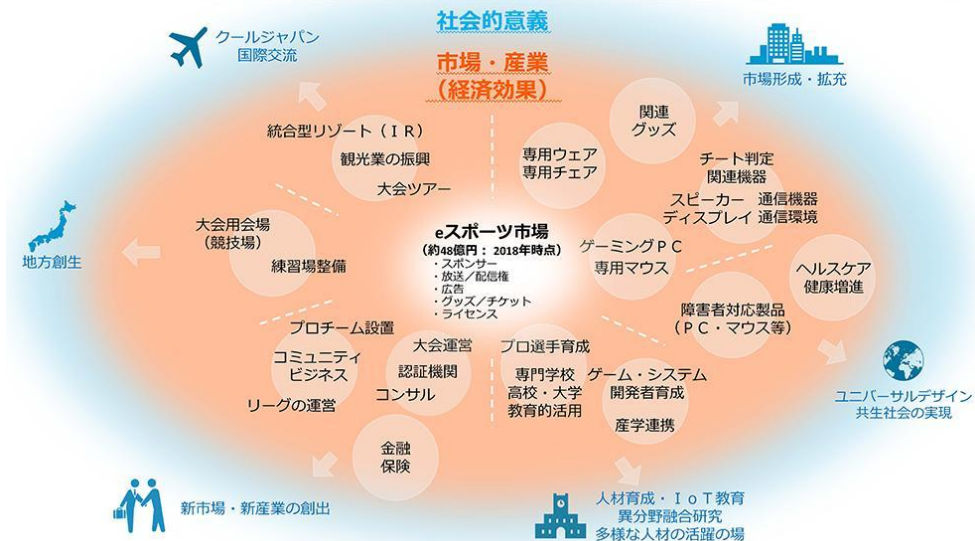 社会的意義
市場・産業
（経済効果）
クールジャパン
国際交流
市場形成・拡充
統合型リゾート（ＩＲ）
観光業の振興
大会ツアー
専用ウェア
専用チェア
関連
グッズ
チート判定
関連機器
スピーカー
ディスプレイ
通信機器
通信環境
地方創生
大会用会場
（競技場）
練習場整備
eスポーツ市場
（約48億円： 2018年時点）
・スポンサー
・放送／配信権
・広告
・グッズ／チケット
・ライセンス
ゲーミングＰＣ
専用マウス
ヘルスケア
健康増進
障害者対応製品
（ＰＣ・マウス等）
プロチーム設置
コミュニティ
ビジネス
リーグの運営
大会運営
認証機関
コンサル
金融
保険
プロ選手育成
専門学校
高校・大学
教育的活用
ゲーム・システム
開発者育成
産学連携
ユニバーサルデザイン
共生社会の実現
新市場・新産業の創出
人材育成・ＩｏＴ教育
異分野融合研究
多様な人材の活躍の場